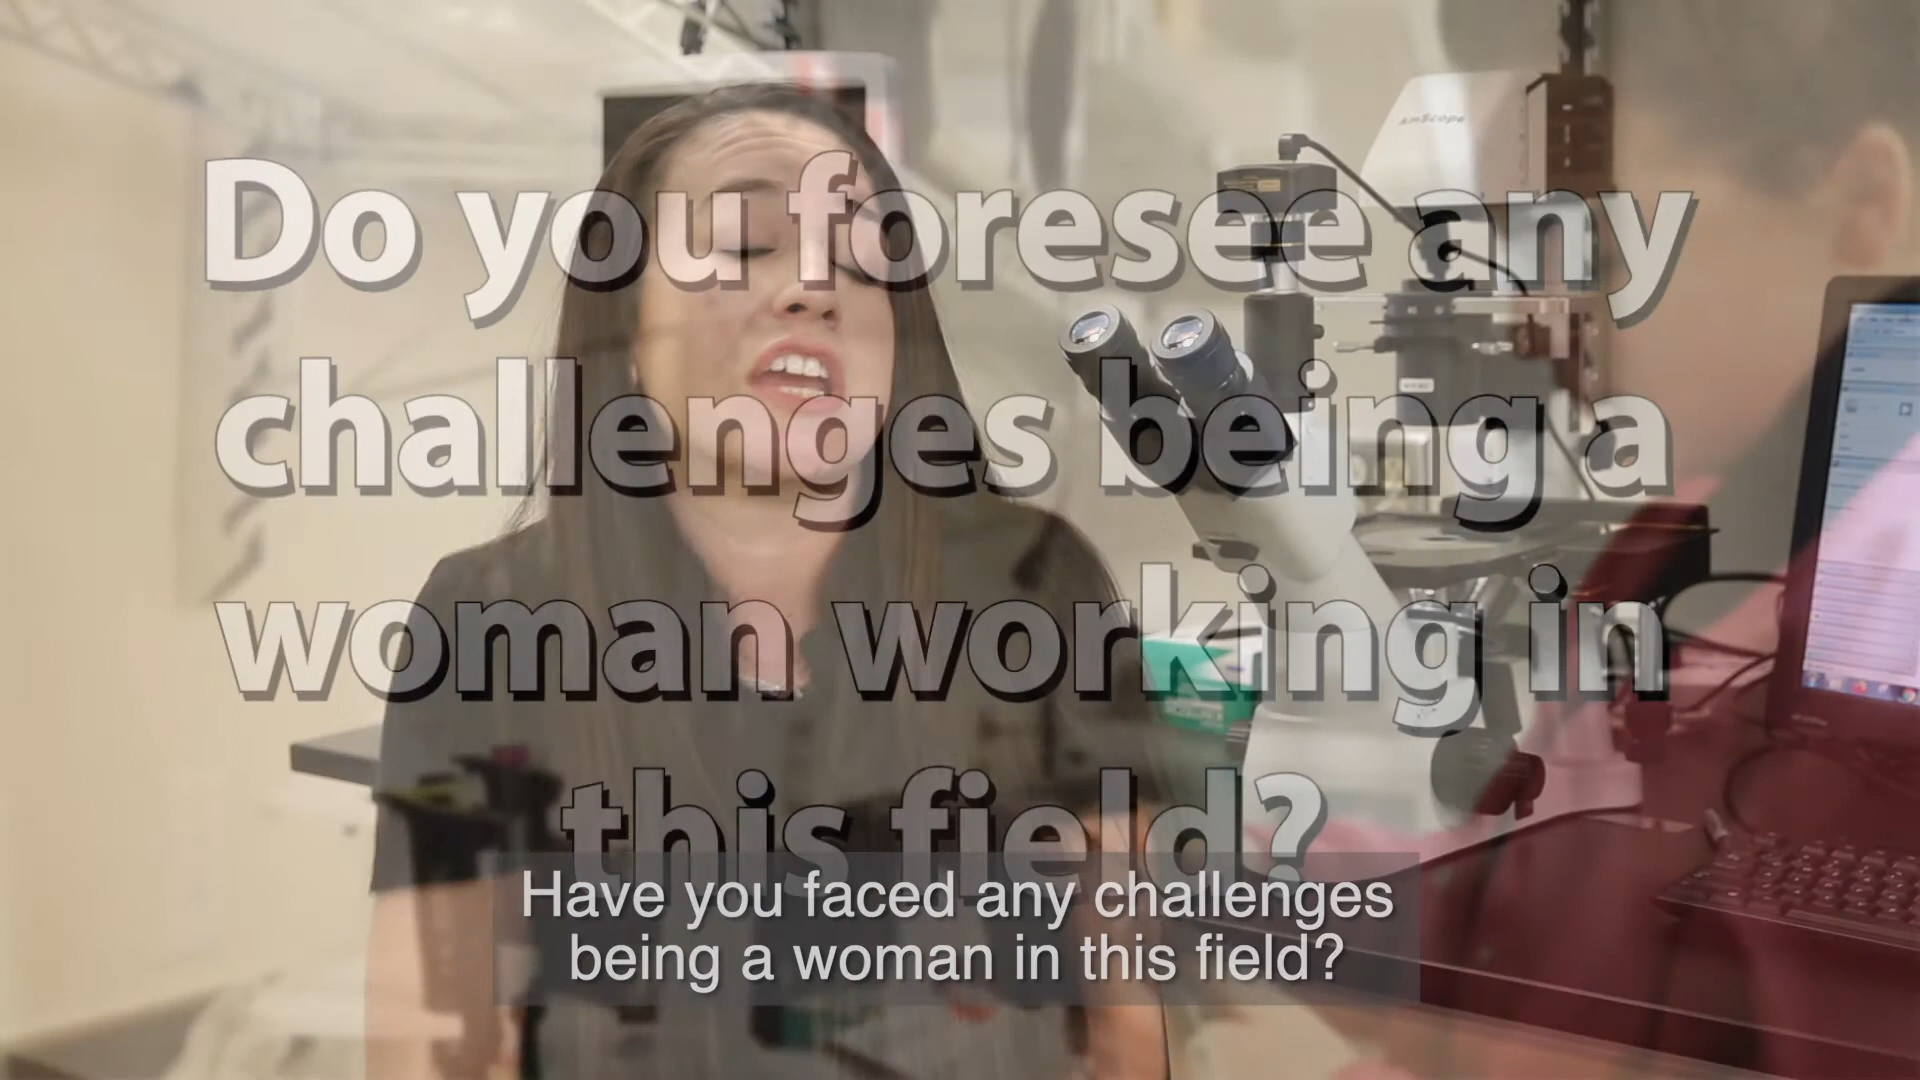 AmScope
Do you foresee any
challenges being a
woman working in
this field?
Have you faced any challenges
being a woman in this field?